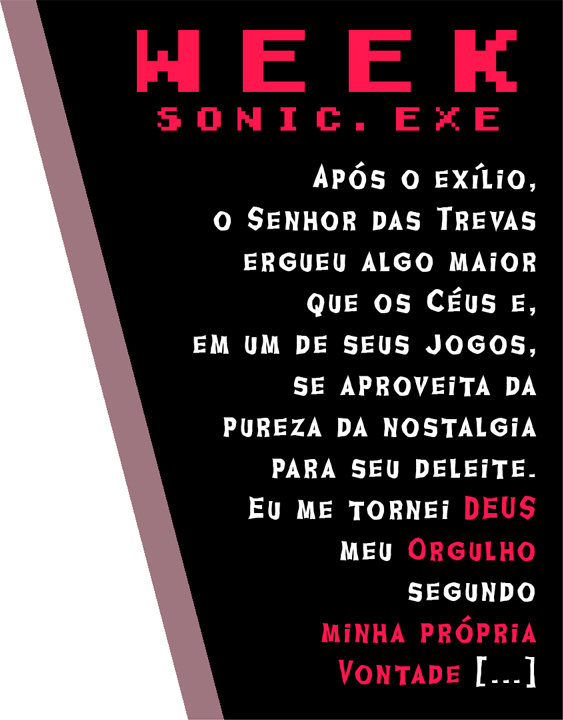 WEEK
SONIC.EXE
Após o exílio,
o Senhor das Trevas
ergueu algo maior
que os Céus e,
em um de seus jogos,
se aproveita da
pureza da nostalgia
para seu deleite.
Eu me tornei DEUS
meu Orgulho
segundo
minha própria
Vontade [...]